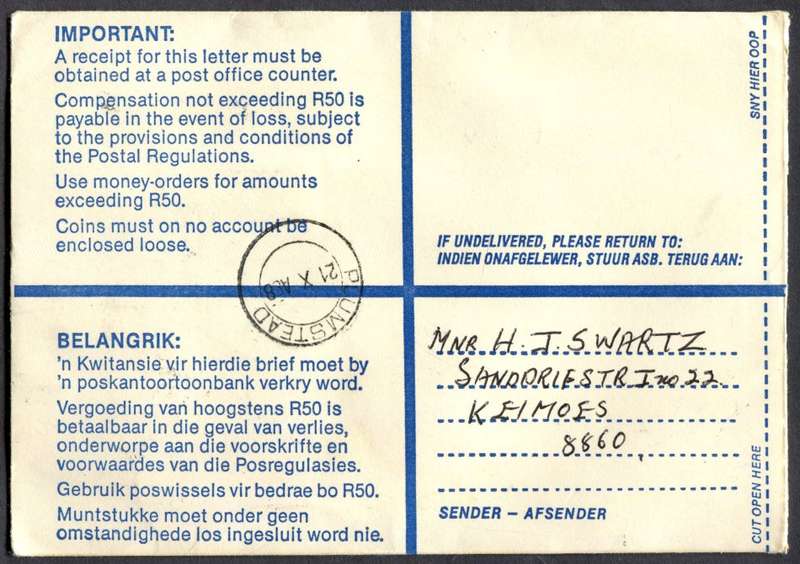 IMPORTANT:
A receipt for this letter must be
obtained at a post office counter.
Compensation not exceeding R50 is
payable in the event of loss, subject
to the provisions and conditions of
the Postal Regulations.
Use money-orders for amounts
exceeding R50.
Coins must on no account be
enclosed loose.
PLUMSTEAD
21 X
BELANGRIK:
'n Kwitansie vir hierdie brief moet by
'n poskantoortoonbank verkry word.
Vergoeding van hoogstens R50 is
betaalbaar in die geval van verlies,
onderworpe aan die voorskrifte en
voorwaardes van die Posregulasies.
Gebruik poswissels vir bedrae bo R50.
Muntstukke moet onder geen
omstandighede los ingesluit word nie.
IF UNDELIVERED, PLEASE RETURN TO:
INDIEN ONAFGELEWER, STUUR ASB. TERUG AAN:
MNR H. J. SWARTZ
22
KEIMOES
8860
SENDER – AFSENDER
SNY HIER OOP
CUT OPEN HERE